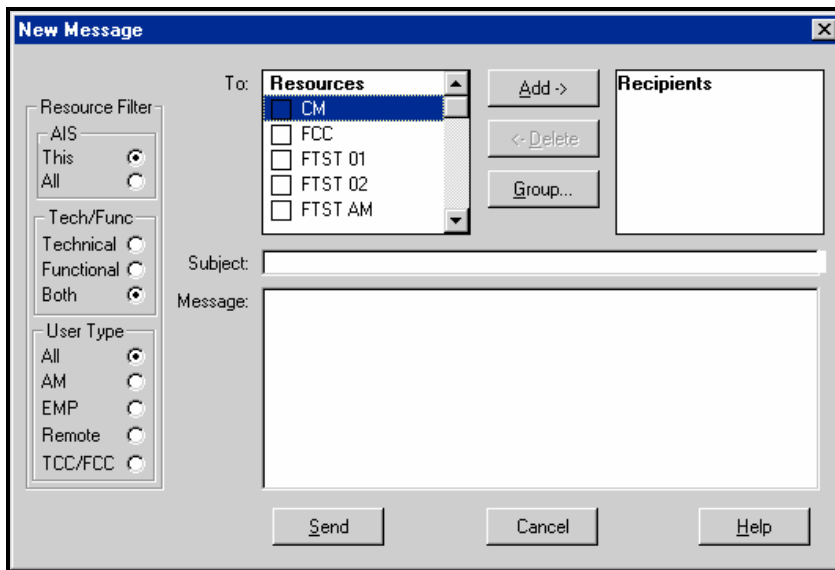 New Message
To:
Resources
CM
FCC
FTST 01
FTST 02
FTST AM
Add ->
<- Delete
Group...
Recipients
Resource Filter
AIS
This
All
Tech/Func
Technical
Functional
Both
User Type
All
AM
EMP
Remote
TCC/FCC
Subject:
Message:
Send
Cancel
Help